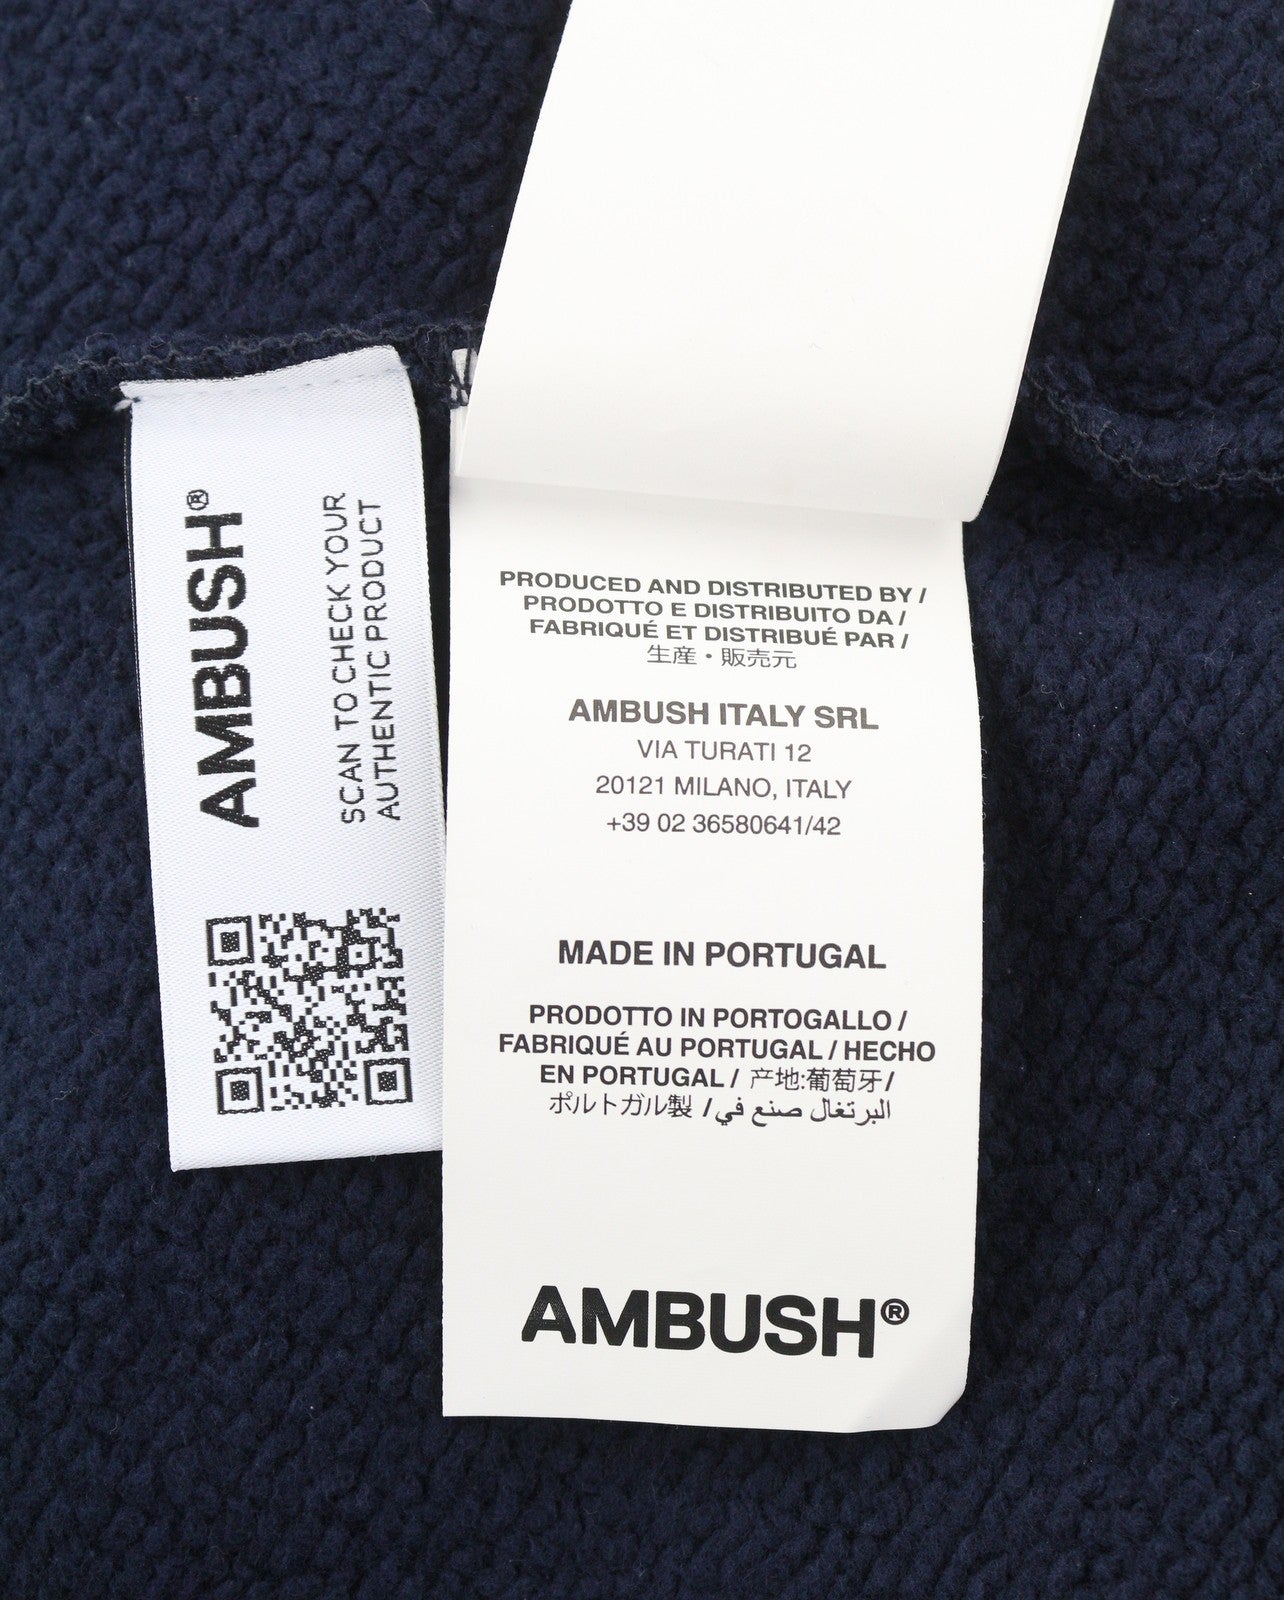 AMBUSH®
SCAN TO CHECK YOUR
AUTHENTIC PRODUCT
PRODUCED AND DISTRIBUTED BY /
PRODOTTO E DISTRIBUITO DA /
FABRIQUÉ ET DISTRIBUÉ PAR /
生産・販売元
AMBUSH ITALY SRL
VIA TURATI 12
20121 MILANO, ITALY
+39 02 36580641/42
MADE IN PORTUGAL
PRODOTTO IN PORTOGALLO /
FABRIQUÉ AU PORTUGAL / HECHO
EN PORTUGAL / 产地:葡萄牙 /
ポルトガル製 / البرتغال صنع في
AMBUSH®